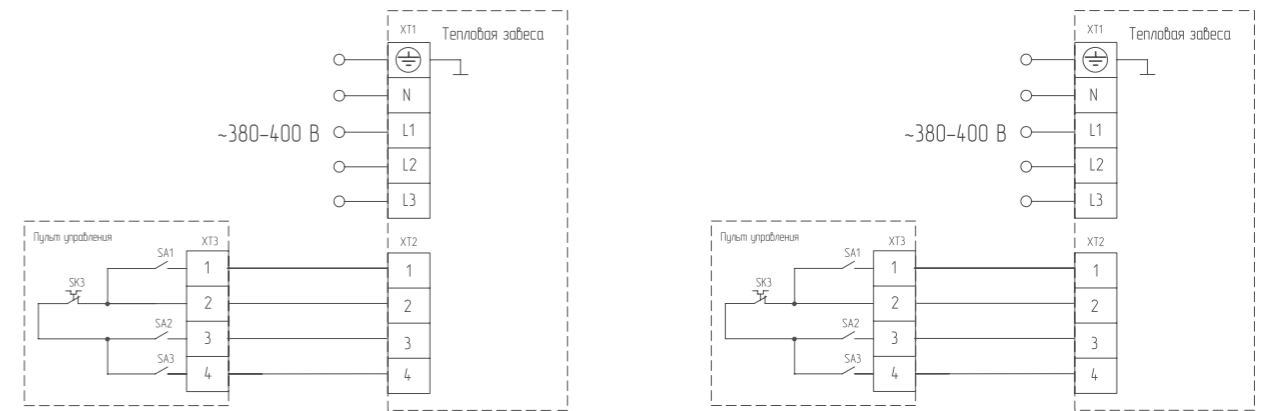 XT1
Тепловая завеса
N
~380-400 В
L1
L2
L3
Пульт управления
XT3
XT2
SA1
1
1
SK3
2
2
SA2
3
3
SA3
4
4
XT1
Тепловая завеса
N
~380-400 В
L1
L2
L3
Пульт управления
XT3
XT2
SA1
1
1
SK3
2
2
SA2
3
3
SA3
4
4